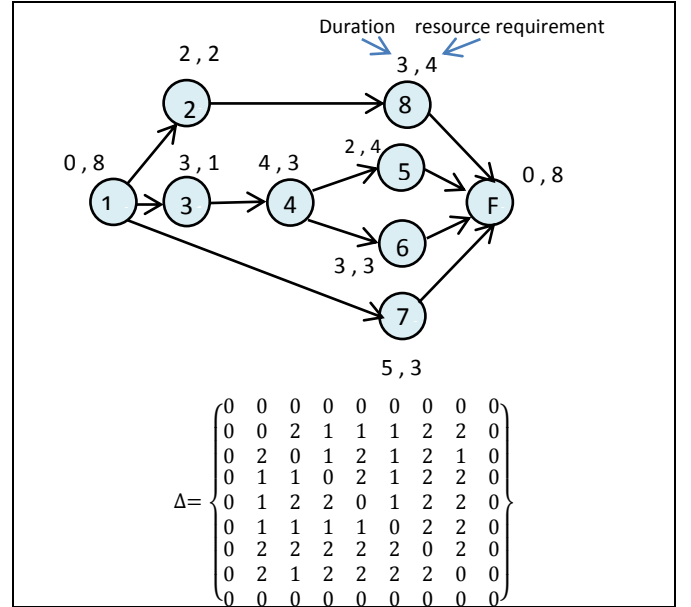 Duration resource requirement
2 , 2
3 , 4
2
8
0 , 8
3 , 1
4 , 3
2 , 4
0 , 8
1
3
4
5
F
3 , 3
6
7
5 , 3
Δ=
0 0 0 0 0 0 0 0 0
0 0 2 1 1 1 2 2 0
0 2 0 1 2 1 2 1 0
0 1 1 0 2 1 2 2 0
0 1 2 2 0 1 2 2 0
0 1 1 1 1 0 2 2 0
0 2 2 2 2 2 0 2 0
0 2 1 2 2 2 2 0 0
0 0 0 0 0 0 0 0 0